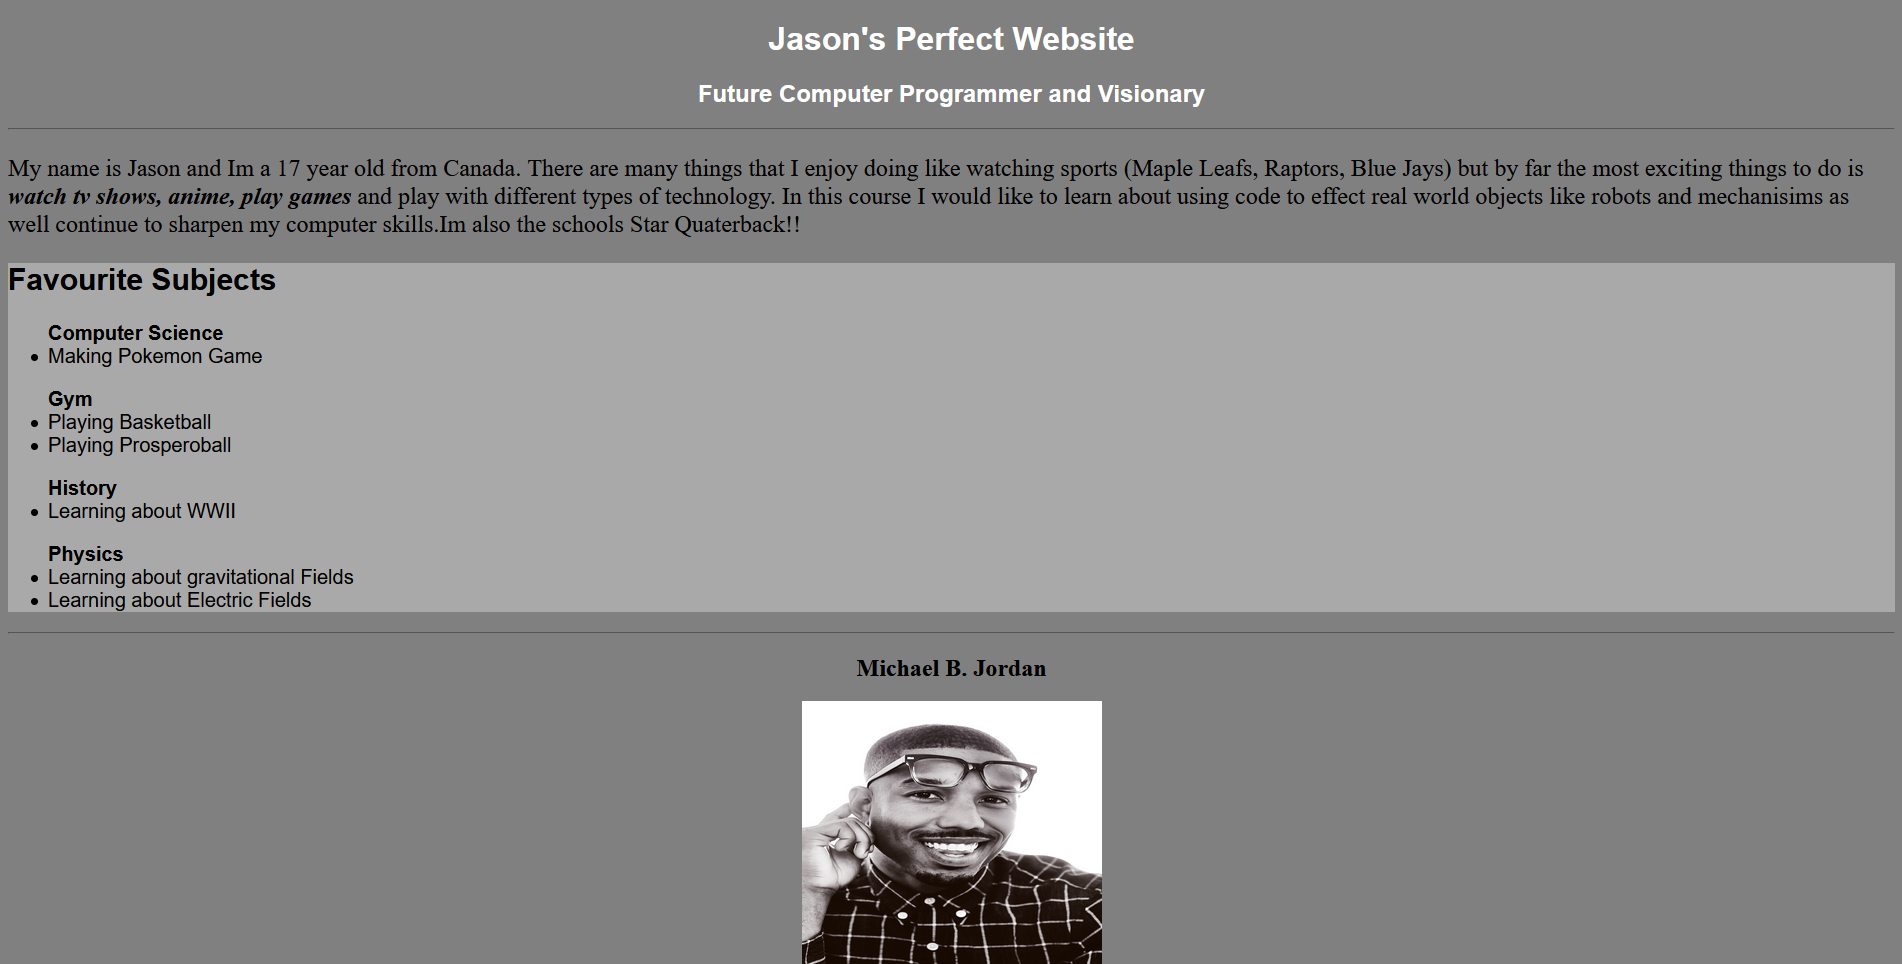 Jason's Perfect Website
Future Computer Programmer and Visionary
My name is Jason and Im a 17 year old from Canada. There are many things that I enjoy doing like watching sports (Maple Leafs, Raptors, Blue Jays) but by far the most exciting things to do is
watch tv shows, anime, play games and play with different types of technology. In this course I would like to learn about using code to effect real world objects like robots and mechanisims as
well continue to sharpen my computer skills.Im also the schools Star Quaterback!!
Favourite Subjects
Computer Science
• Making Pokemon Game
Gym
• Playing Basketball
• Playing Prosperoball
History
• Learning about WWII
Physics
• Learning about gravitational Fields
• Learning about Electric Fields
Michael B. Jordan